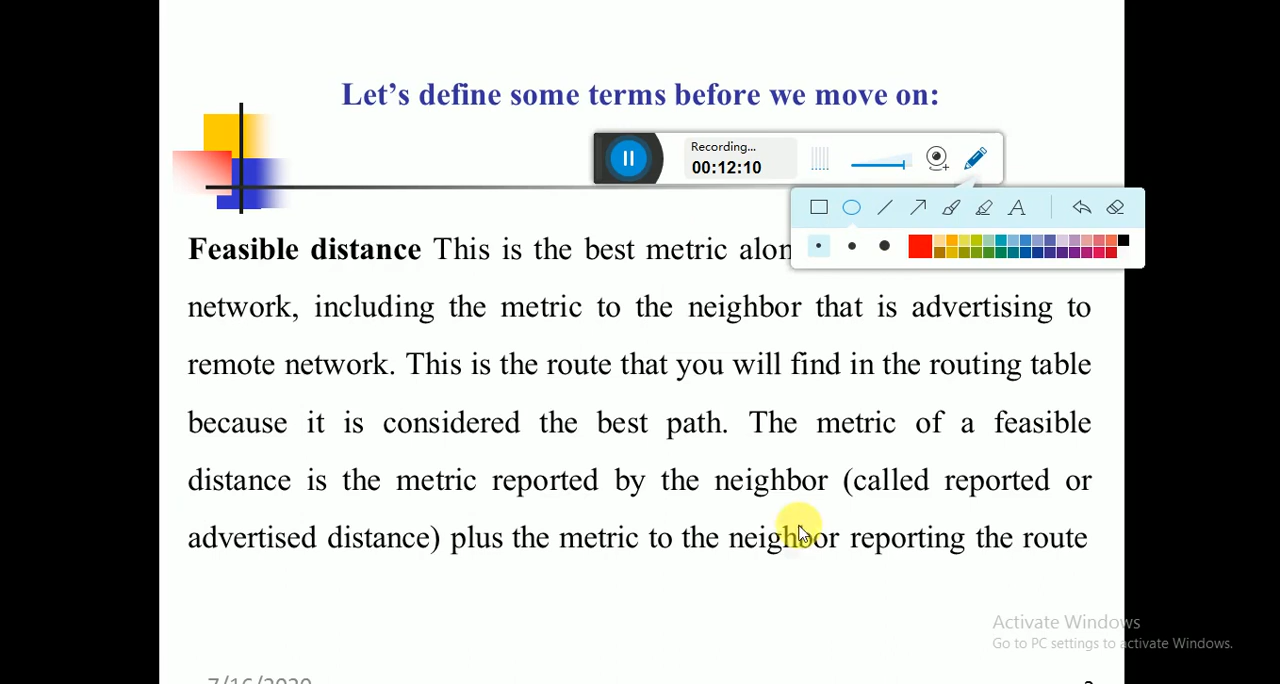 Let's define some terms before we move on:
Recording...
00:12:10
A
Feasible distance This is the best metric
network, including the metric to the neighbor that is advertising to
remote network. This is the route that you will find in the routing table
because it is considered the best path. The metric of a feasible
distance is the metric reported by the neighbor (called reported or
advertised distance) plus the metric to the neighbor reporting the route
Activate Windows
Go to PC settings to activate Windows.
7/16/2020